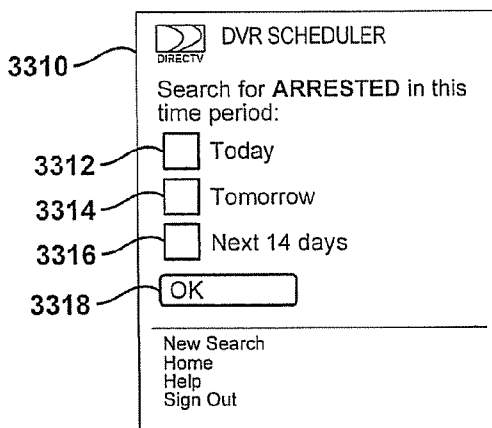 3310
DIRECTV
DVR SCHEDULER
Search for ARRESTED in this
time period:
3312
Today
3314
Tomorrow
3316
Next 14 days
3318
OK
New Search
Home
Help
Sign Out